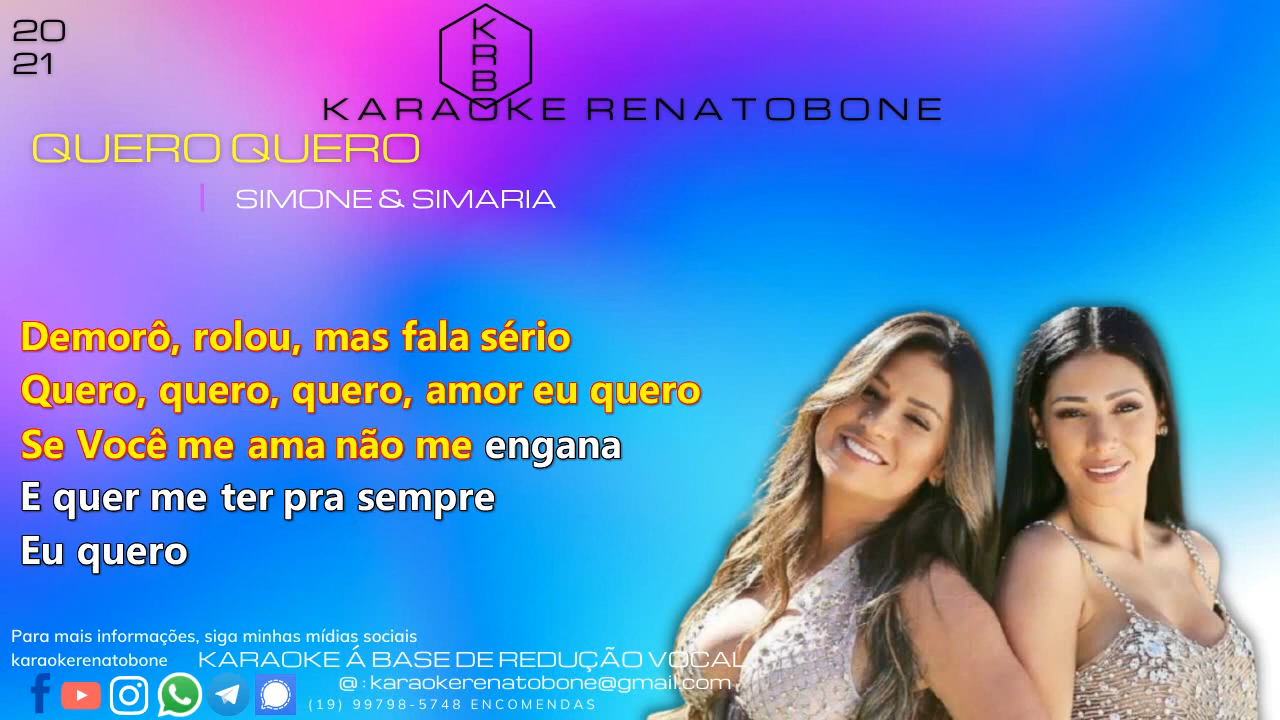 20
21
K
R
B
KARAOKE RENATOBONE
QUERO QUERO
SIMONE & SIMARIA
Demorô, rolou, mas fala sério
Quero, quero, quero, amor eu quero
Se Você me ama não me engana
E quer me ter pra sempre
Eu quero
Para mais informações, siga minhas mídias sociais
karaokerenatobone
KARAOKE Á BASE DE REDUÇÃO VOCAL
@ : karaokerenatobone@gmail.com
(19) 99798-5748 ENCOMENDAS